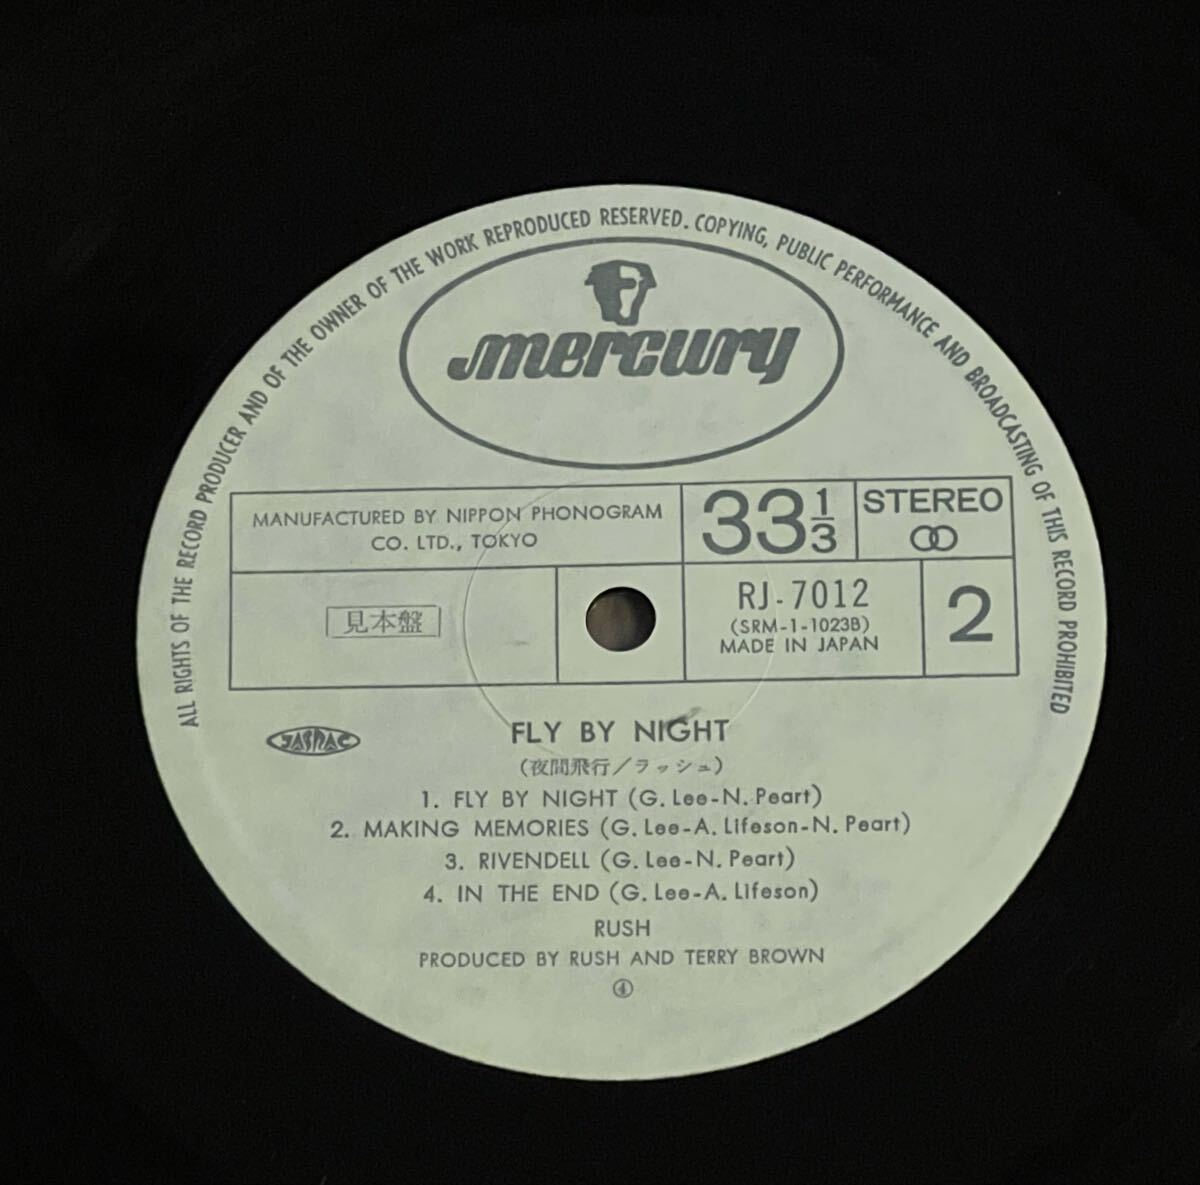 ALL RIGHTS OF THE RECORD PRODUCER AND OF THE OWNER OF THE WORK REPRODUCED RESERVED. COPYING, PUBLIC PERFORMANCE AND BROADCASTING OF THIS RECORD PROHIBITED
mercury
MANUFACTURED BY NIPPON PHONOGRAM
CO. LTD., TOKYO
33 1/3
STEREO
見本盤
RJ-7012
(SRM-1-1023B)
MADE IN JAPAN
2
JASRAC
FLY BY NIGHT
(夜間飛行/ラッシュ)
1. FLY BY NIGHT (G. Lee-N. Peart)
2. MAKING MEMORIES (G. Lee-A. Lifeson-N. Peart)
3. RIVENDELL (G. Lee-N. Peart)
4. IN THE END (G. Lee-A. Lifeson)
RUSH
PRODUCED BY RUSH AND TERRY BROWN
④